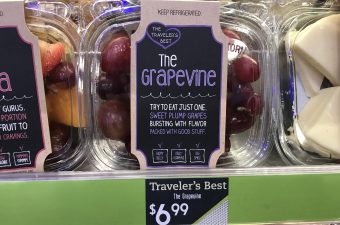 KEEP REFRIGERATED
THE
TRAVELER'S
BEST
The
Grapevine
TRY TO EAT JUST ONE.
SWEET PLUMP GRAPES
BURSTING WITH FLAVOR
PACKED WITH GOOD STUFF.
a
GURUS.
PORTION
FRUIT TO
CRAVINGS
Traveler's Best
The Grapevine
$6.99